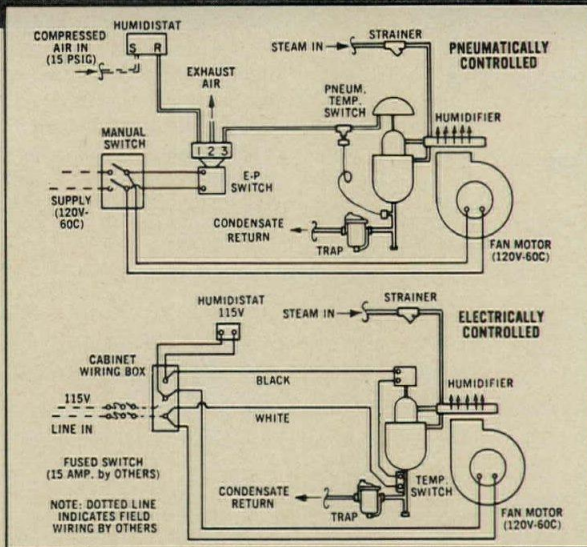 HUMIDISTAT
COMPRESSED
AIR IN
(15 PSIG)
S R
EXHAUST
AIR
STEAM IN
STRAINER
PNEUMATICALLY
CONTROLLED
PNEUM.
TEMP.
SWITCH
HUMIDIFIER
MANUAL
SWITCH
1 2 3
E-P
SWITCH
SUPPLY
(120V-
60C)
CONDENSATE
RETURN
TRAP
FAN MOTOR
(120V-60C)
HUMIDISTAT
115V
STEAM IN
STRAINER
ELECTRICALLY
CONTROLLED
CABINET
WIRING BOX
BLACK
HUMIDIFIER
115V
WHITE
LINE IN
FUSED SWITCH
(15 AMP. by OTHERS)
CONDENSATE
RETURN
TEMP.
SWITCH
TRAP
NOTE: DOTTED LINE
INDICATES FIELD
WIRING BY OTHERS
FAN MOTOR
(120V-60C)